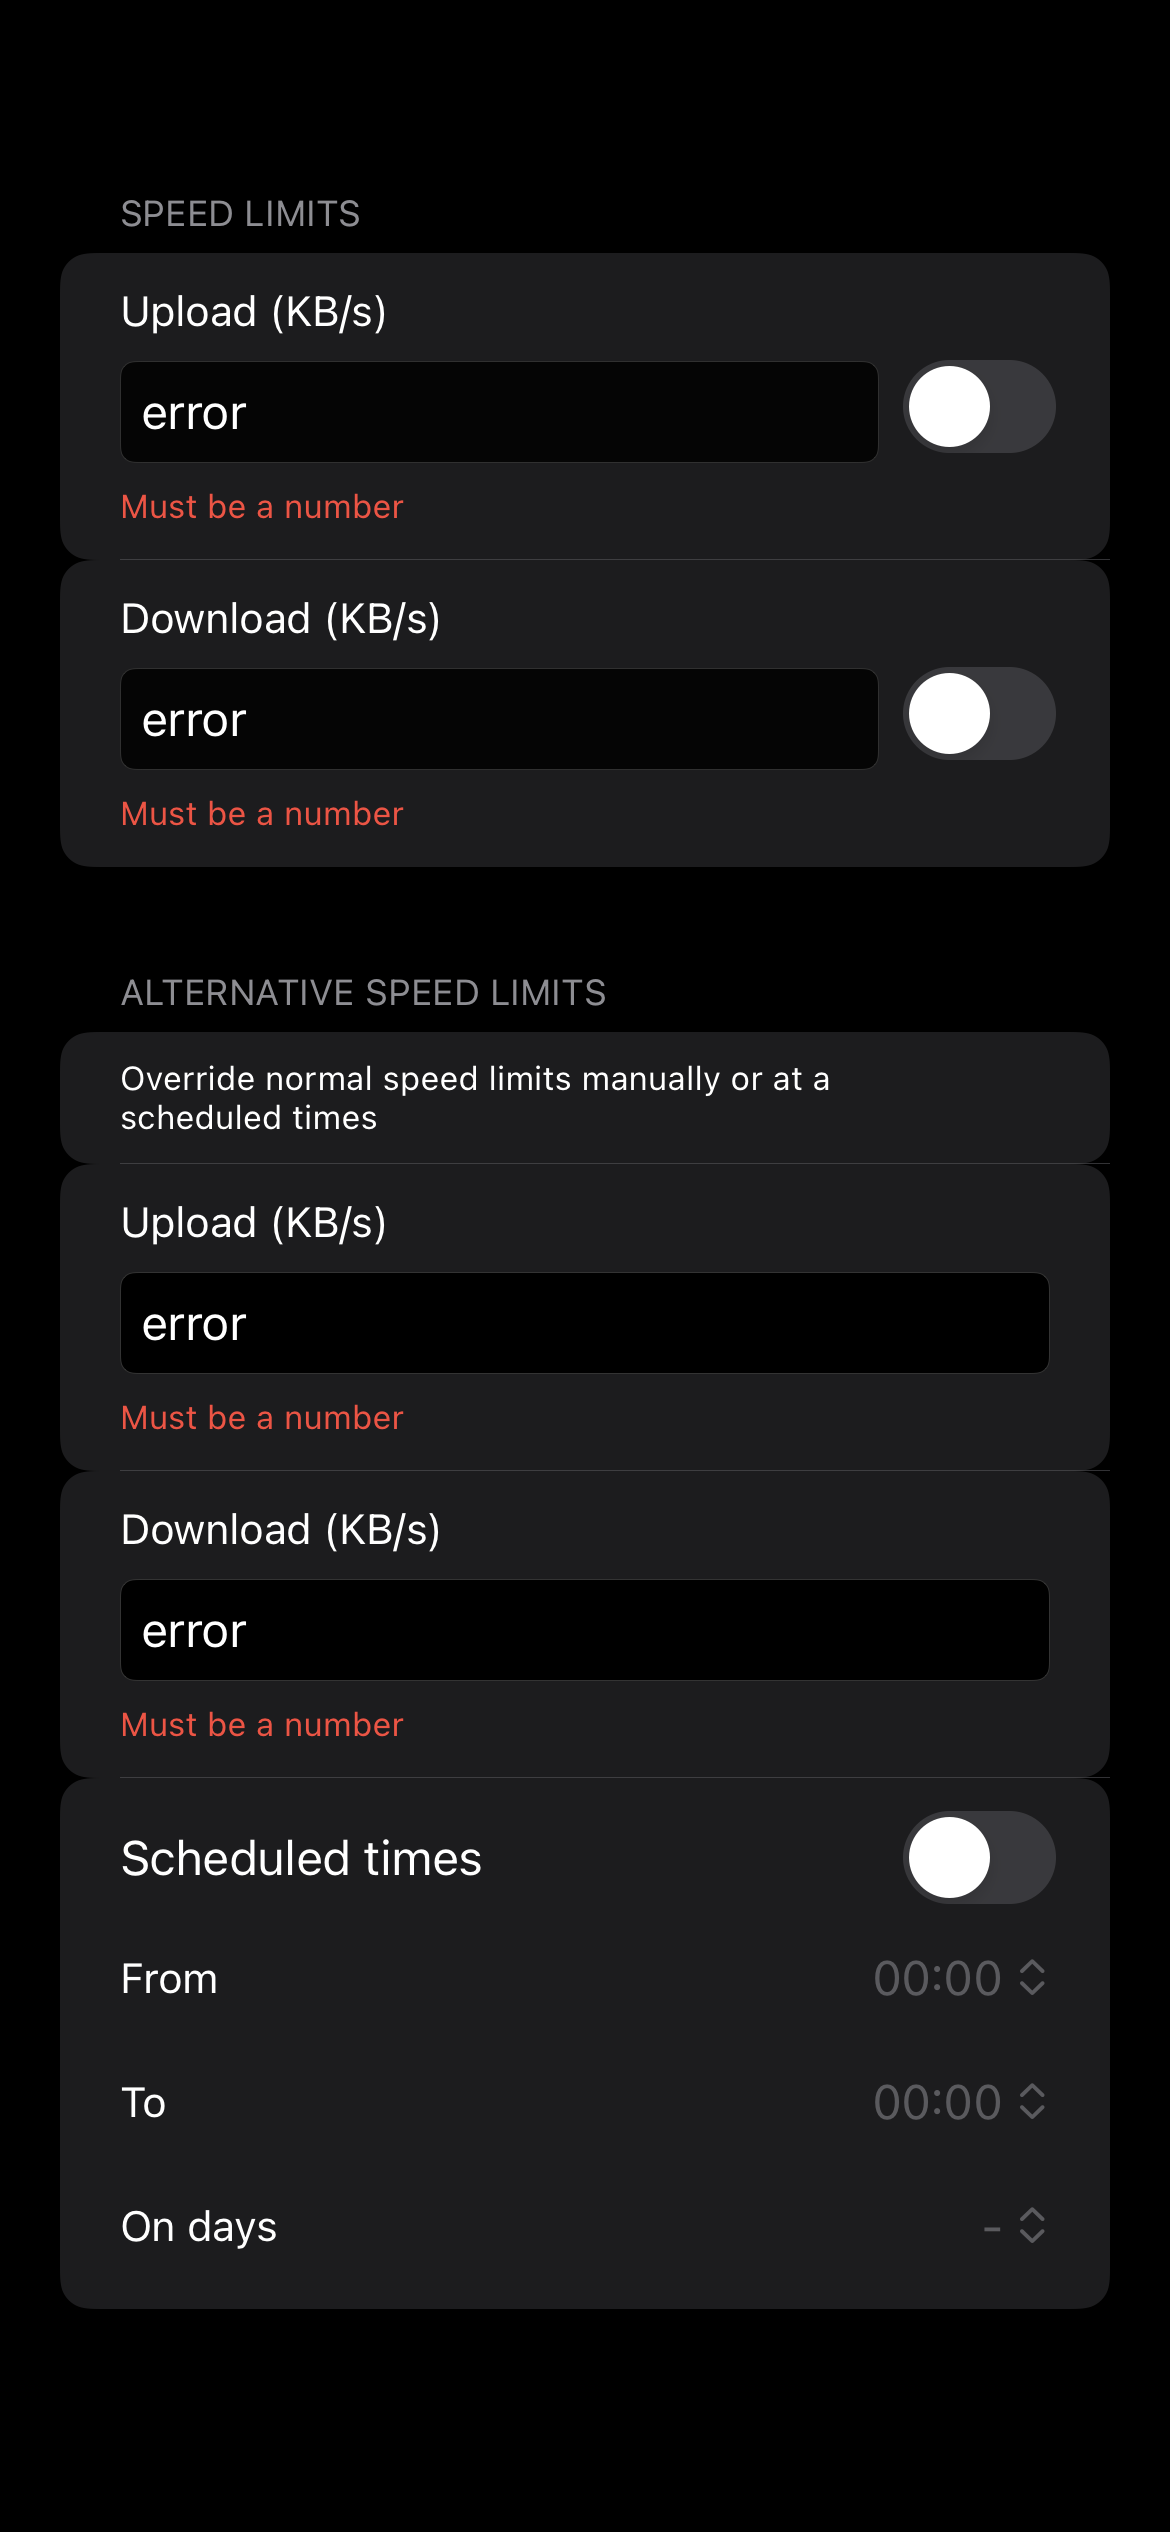 SPEED LIMITS
Upload (KB/s)
error
Must be a number
Download (KB/s)
error
Must be a number
ALTERNATIVE SPEED LIMITS
Override normal speed limits manually or at a
scheduled times
Upload (KB/s)
error
Must be a number
Download (KB/s)
error
Must be a number
Scheduled times
From 00:00
To 00:00
On days -